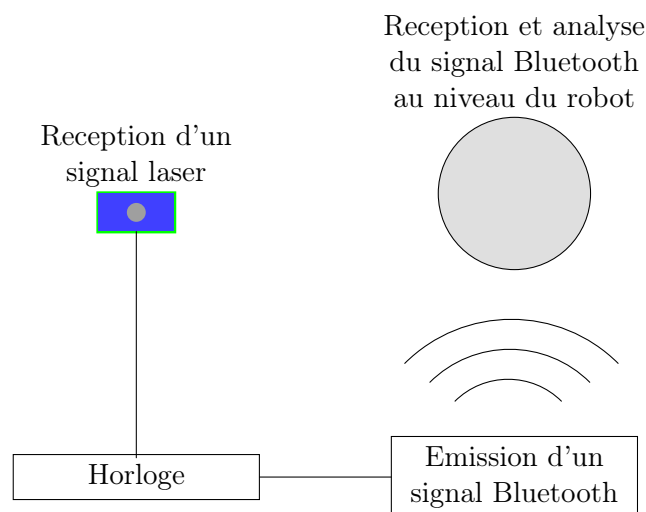 Reception et analyse
du signal Bluetooth
au niveau du robot
Reception d'un
signal laser
Horloge
Emission d'un
signal Bluetooth